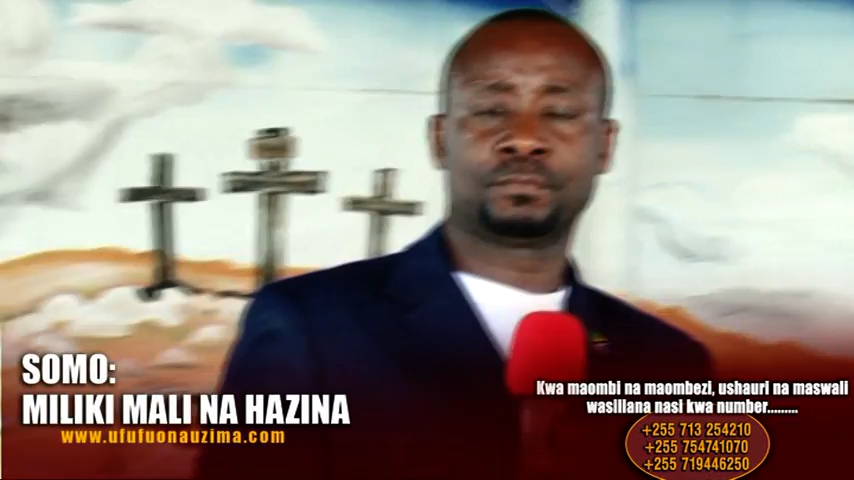 SOMO:
MILIKI MALI NA HAZINA
www.ufufuonauzima.com
Kwa maombi na maombezi, ushauri na maswali
wasiliana nasi kwa number.........
+255 713 254210
+255 754741070
+255 719446250